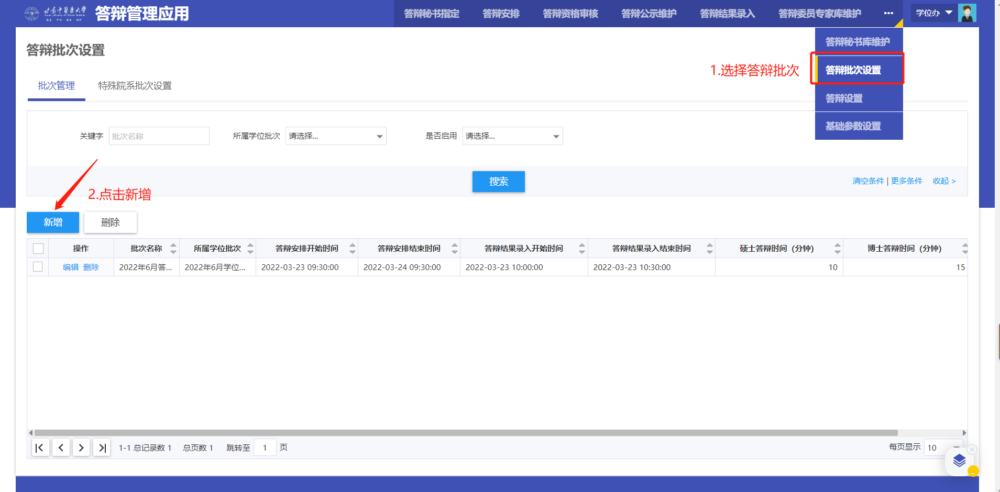 甘肃中医药大学
答辩管理应用
答辩秘书指定 答辩安排 答辩资格审核 答辩公示维护 答辩结果录入 答辩委员专家库维护 ••• 学位办
答辩秘书库维护
答辩批次设置
答辩设置
基础参数设置
1.选择答辩批次
答辩批次设置
批次管理 特殊院系批次设置
关键字 批次名称 所属学位批次 请选择... 是否启用 请选择...
搜索
清空条件 | 更多条件 收起 >
2.点击新增
新增 删除
操作 批次名称 所属学位批次 答辩安排开始时间 答辩安排结束时间 答辩结果录入开始时间 答辩结果录入结束时间 硕士答辩时间（分钟） 博士答辩时间（分钟）
编辑 删除 2022年6月答... 2022年6月学位... 2022-03-23 09:30:00 2022-03-24 09:30:00 2022-03-23 10:00:00 2022-03-23 10:30:00 10 15
1-1 总记录数 1 总页数 1 跳转至 1 页 每页显示 10